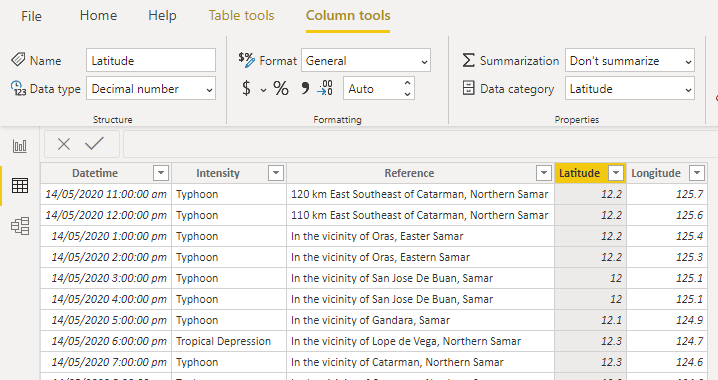 File Home Help Table tools Column tools
Name Latitude $% Format General Σ Summarization Don't summarize
123 Data type Decimal number $ % , .00 Auto Data category Latitude
Structure Formatting Properties
Datetime Intensity Reference Latitude Longitude
14/05/2020 11:00:00 am Typhoon 120 km East Southeast of Catarman, Northern Samar 12.2 125.7
14/05/2020 12:00:00 pm Typhoon 110 km East Southeast of Catarman, Northern Samar 12.2 125.6
14/05/2020 1:00:00 pm Typhoon In the vicinity of Oras, Easter Samar 12.2 125.4
14/05/2020 2:00:00 pm Typhoon In the vicinity of Oras, Eastern Samar 12.2 125.3
14/05/2020 3:00:00 pm Typhoon In the vicinity of San Jose De Buan, Samar 12 125.1
14/05/2020 4:00:00 pm Typhoon In the vicinity of San Jose De Buan, Samar 12 125.1
14/05/2020 5:00:00 pm Typhoon In the vicinity of Gandara, Samar 12.1 124.9
14/05/2020 6:00:00 pm Tropical Depression In the vicinity of Lope de Vega, Northern Samar 12.3 124.7
14/05/2020 7:00:00 pm Typhoon In the vicinity of Catarman, Northern Samar 12.3 124.6